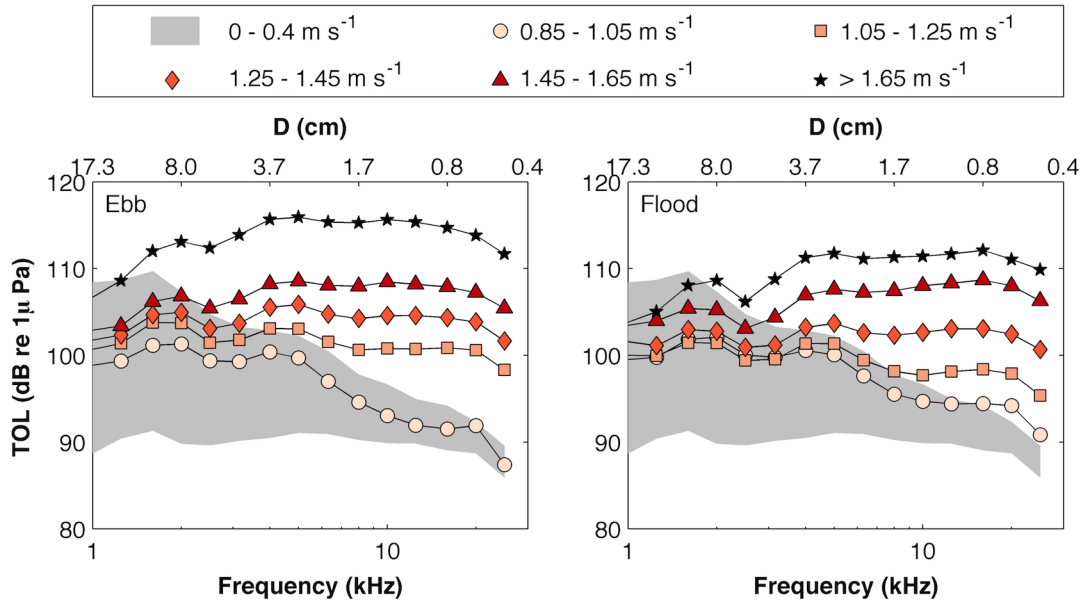 0 - 0.4 m s⁻¹ 0.85 - 1.05 m s⁻¹ 1.05 - 1.25 m s⁻¹
1.25 - 1.45 m s⁻¹ 1.45 - 1.65 m s⁻¹ > 1.65 m s⁻¹
D (cm) D (cm)
17.3 8.0 3.7 1.7 0.8 0.4 17.3 8.0 3.7 1.7 0.8 0.4
120 120
Ebb Flood
110 110
100 100
90 90
80 80
TOL (dB re 1μ Pa)
1 10 1 10
Frequency (kHz) Frequency (kHz)